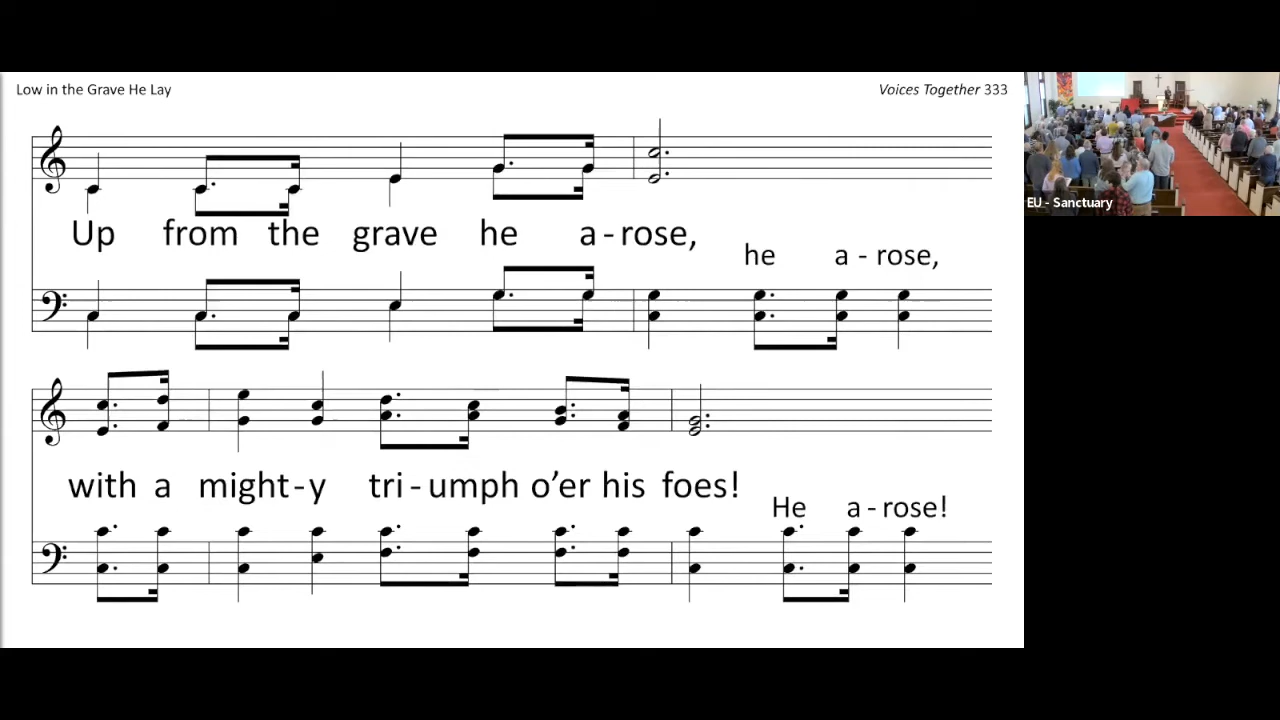 Low in the Grave He Lay
Voices Together 333
EU - Sanctuary
Up from the grave he a-rose,
he a-rose,
with a might-y tri-umph o’er his foes!
He a-rose!